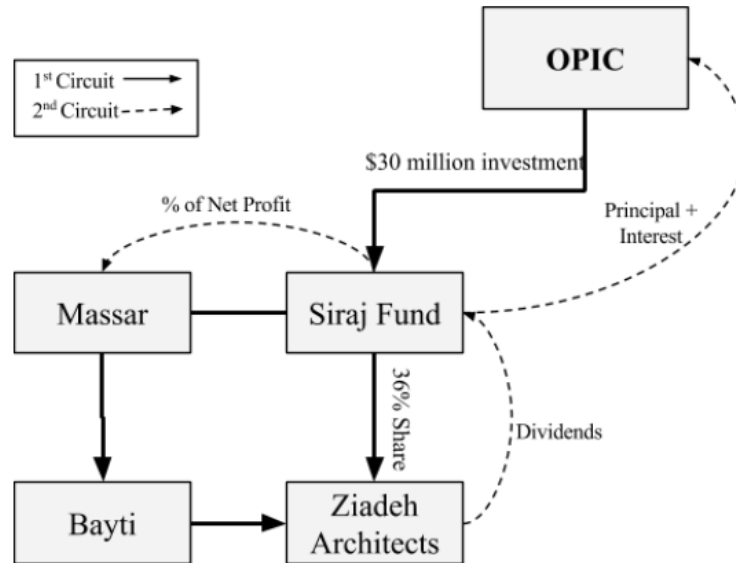 OPIC
1st Circuit
2nd Circuit
$30 million investment
% of Net Profit
Principal +
Interest
Massar
Siraj Fund
36% Share
Dividends
Bayti
Ziadeh
Architects